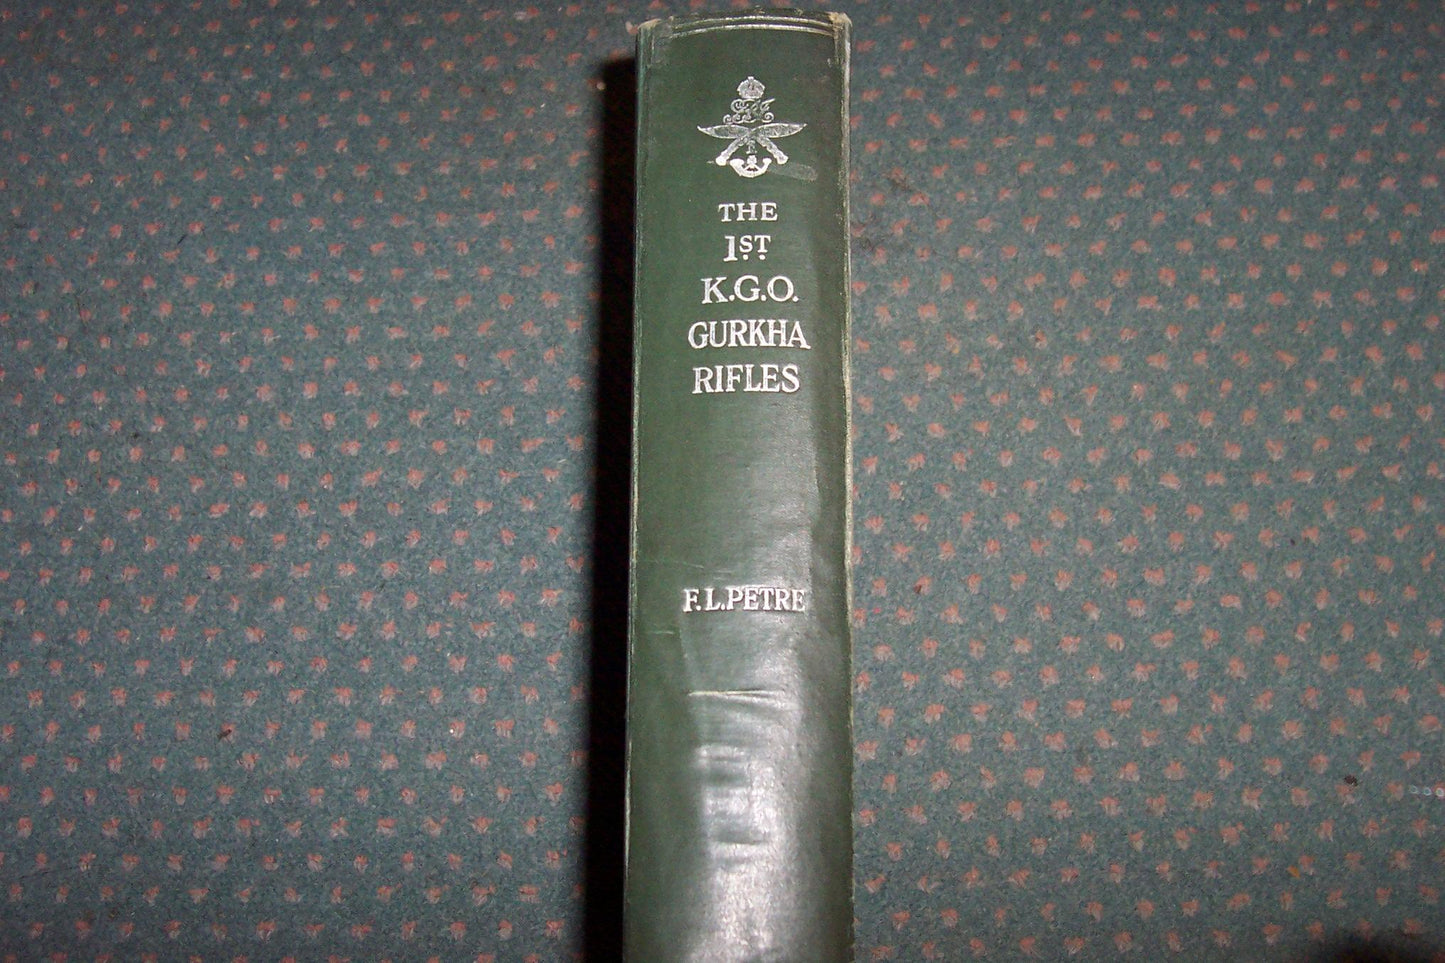 THE
1ST
K.G.O.
GURKHA
RIFLES
F. L. PETRE